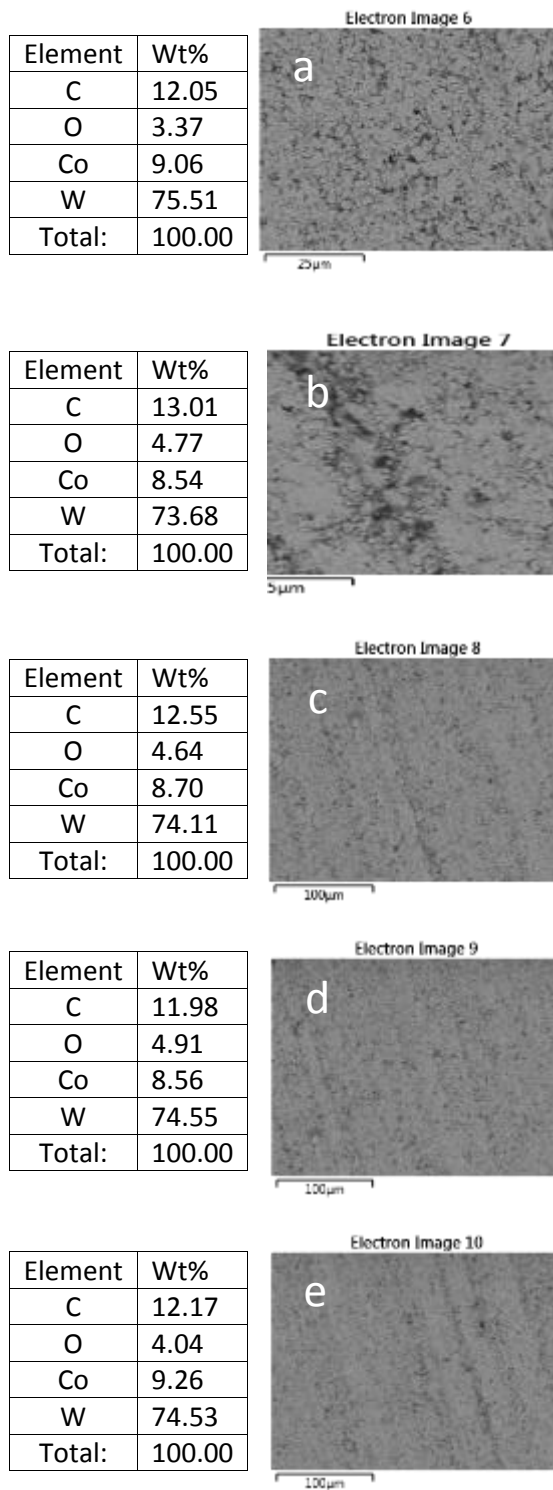 Electron Image 6
Element Wt%
C 12.05
O 3.37
Co 9.06
W 75.51
Total: 100.00
a
25µm
Electron Image 7
Element Wt%
C 13.01
O 4.77
Co 8.54
W 73.68
Total: 100.00
b
5µm
Electron Image 8
Element Wt%
C 12.55
O 4.64
Co 8.70
W 74.11
Total: 100.00
c
100µm
Electron Image 9
Element Wt%
C 11.98
O 4.91
Co 8.56
W 74.55
Total: 100.00
d
100µm
Electron Image 10
Element Wt%
C 12.17
O 4.04
Co 9.26
W 74.53
Total: 100.00
e
100µm